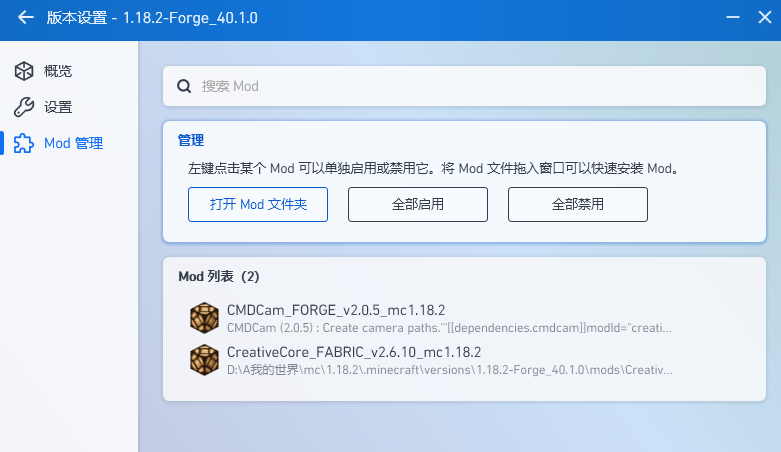 版本设置 - 1.18.2-Forge_40.1.0
概览
设置
Mod 管理
搜索 Mod
管理
左键点击某个 Mod 可以单独启用或禁用它。将 Mod 文件拖入窗口可以快速安装 Mod。
打开 Mod 文件夹
全部启用
全部禁用
Mod 列表（2）
CMDCam_FORGE_v2.0.5_mc1.18.2
CMDCam (2.0.5) : Create camera paths.'''[[dependencies.cmdcam]]modId="creati...
CreativeCore_FABRIC_v2.6.10_mc1.18.2
D:\A我的世界\mc\1.18.2\.minecraft\versions\1.18.2-Forge_40.1.0\mods\Creativ...